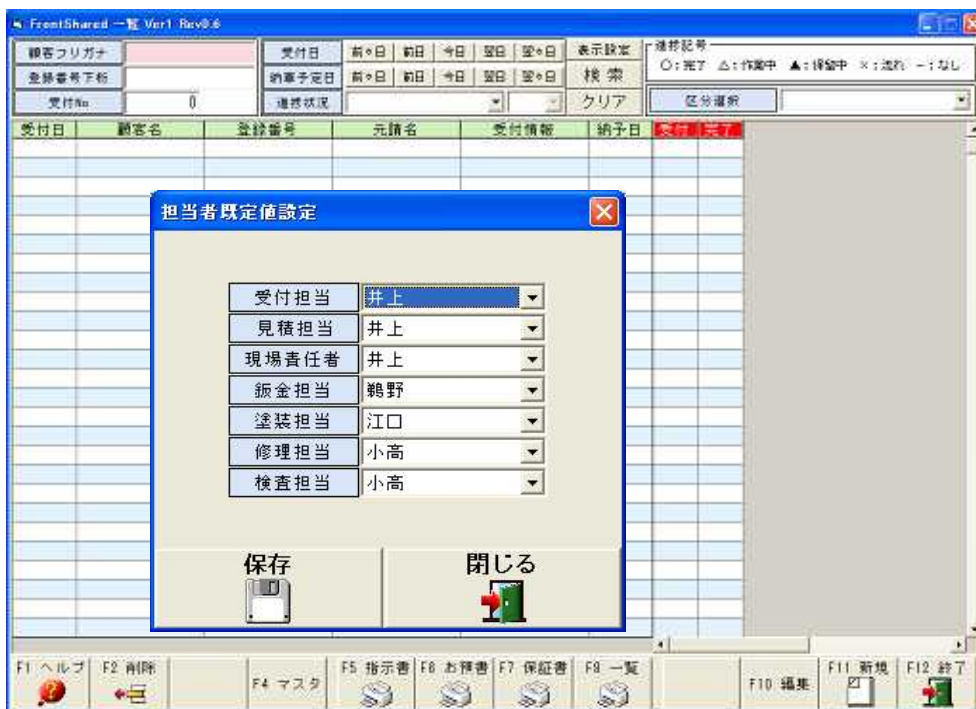 FrontShared 一覧 Ver1 Rev0.6
顧客フリガナ 受付日 前々日 前日 今日 翌日 翌々日 表示設定 進捗記号
登録番号下桁 納車予定日 前々日 前日 今日 翌日 翌々日 検索 ○:完了 △:作業中 ▲:保留中 ×:流れ -:なし
受付No 0 進捗状況 クリア 区分選択
受付日 顧客名 登録番号 元請名 受付情報 納予日 受付 完了
担当者既定値設定
受付担当 井上
見積担当 井上
現場責任者 井上
鈑金担当 鵜野
塗装担当 江口
修理担当 小高
検査担当 小高
保存 閉じる
F1 ヘルプ F2 削除 F4 マスタ F5 指示書 F6 お預書 F7 保証書 F8 一覧 F10 編集 F11 新規 F12 終了